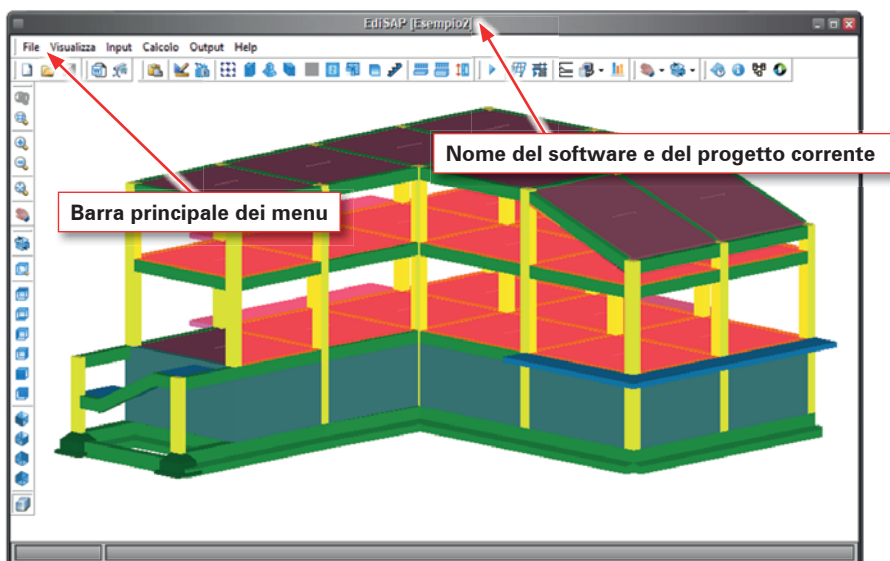 EdiSAP [Esempio2]
File Visualizza Input Calcolo Output Help
Nome del software e del progetto corrente
Barra principale dei menu